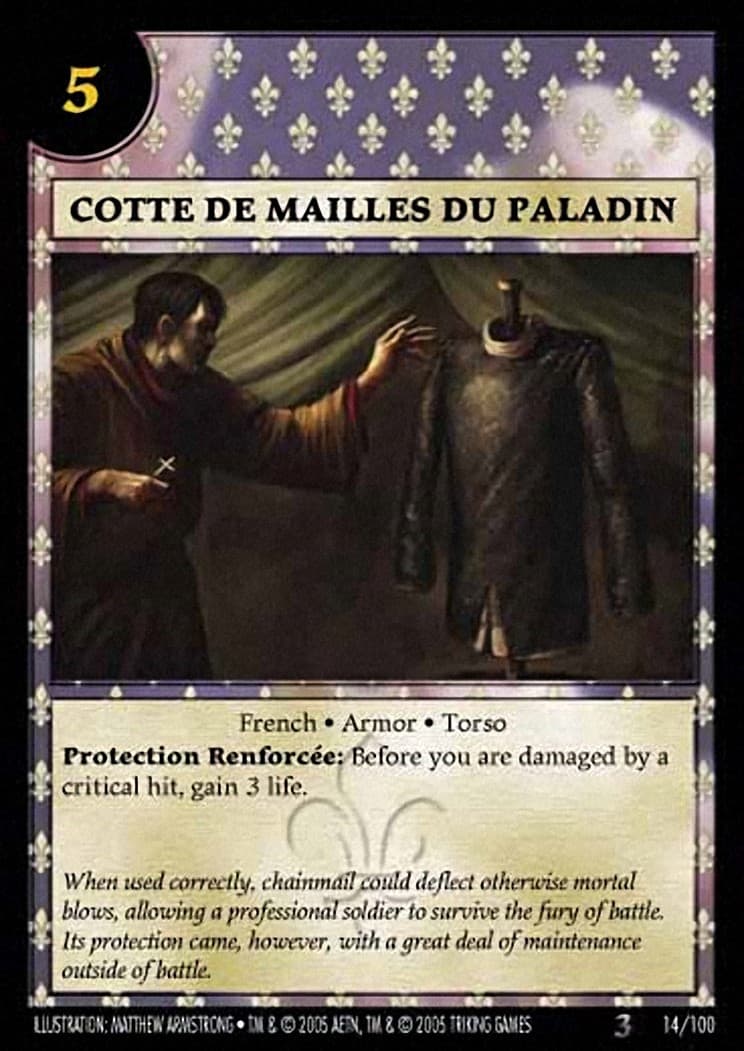 5
COTTE DE MAILLES DU PALADIN
French • Armor • Torso
Protection Renforcée: Before you are damaged by a
critical hit, gain 3 life.
When used correctly, chainmail could deflect otherwise mortal
blows, allowing a professional soldier to survive the fury of battle.
Its protection came, however, with a great deal of maintenance
outside of battle.
ILLUSTRATION: MATTHEW ARMSTRONG • TM & © 2005 AETN, TM & © 2005 TRIKING GAMES 3 14/100